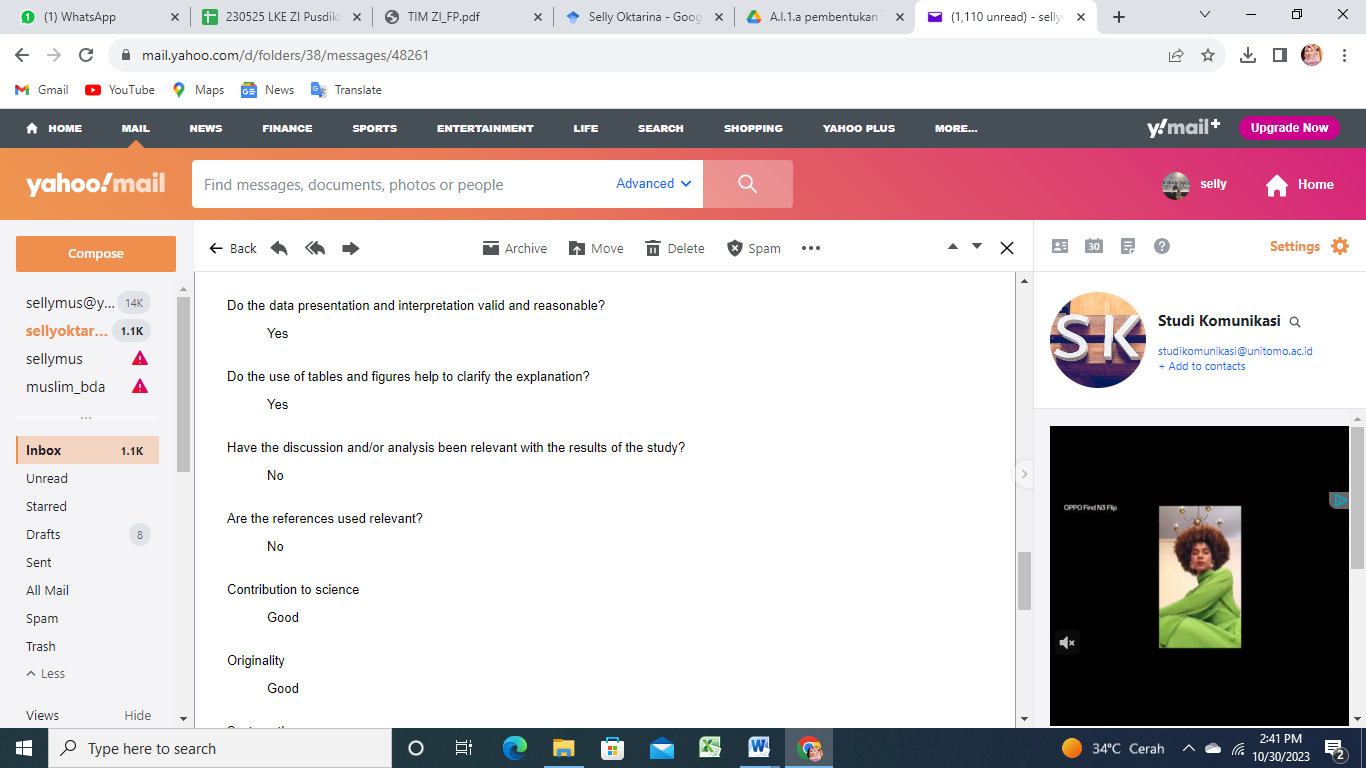 (1) WhatsApp
230525 LKE ZI Pusdikl
TIM ZI_FP.pdf
Selly Oktarina - Goog
A.I.1.a pembentukan
(1,110 unread) - sellyo
mail.yahoo.com/d/folders/38/messages/48261
Gmail YouTube Maps News Translate
HOME MAIL NEWS FINANCE SPORTS ENTERTAINMENT LIFE SEARCH SHOPPING YAHOO PLUS MORE... y!mail+ Upgrade Now
yahoo!mail Find messages, documents, photos or people Advanced selly Home
Compose
Back Archive Move Delete Spam
30 Settings
sellymus@y... 14K
sellyoktar... 1.1K
sellymus
muslim_bda
Inbox 1.1K
Unread
Starred
Drafts 8
Sent
All Mail
Spam
Trash
Less
Views Hide
Do the data presentation and interpretation valid and reasonable?
Yes
Do the use of tables and figures help to clarify the explanation?
Yes
Have the discussion and/or analysis been relevant with the results of the study?
No
Are the references used relevant?
No
Contribution to science
Good
Originality
Good
SK
Studi Komunikasi
studikomunikasi@unitomo.ac.id
+ Add to contacts
OPPO Find N3 Flip
Type here to search
34°C Cerah
2:41 PM
10/30/2023
2